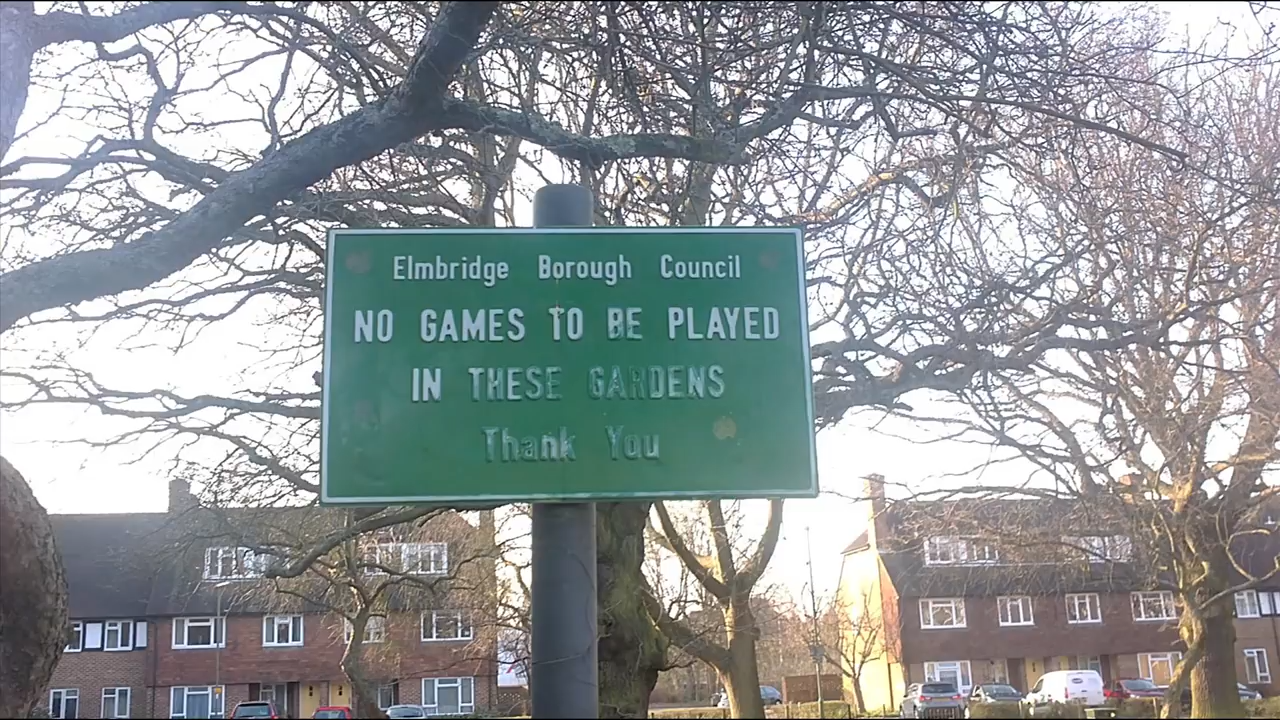 Elmbridge Borough Council
NO GAMES TO BE PLAYED
IN THESE GARDENS
Thank You